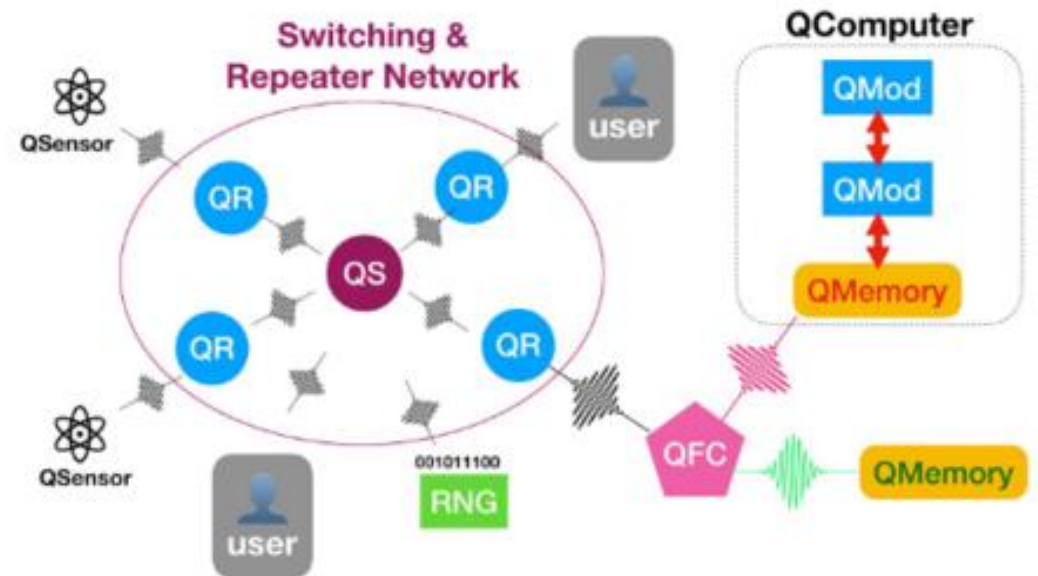 Switching &
Repeater Network
QComputer
QMod
user
QSensor
QMod
QR
QR
QS
QMemory
QR
QR
QFC
QMemory
QSensor
001011100
RNG
user